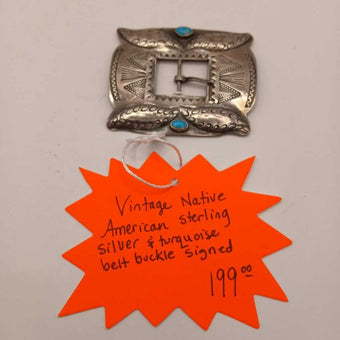 Vintage Native
American sterling
silver & turquoise
belt buckle signed
199.00